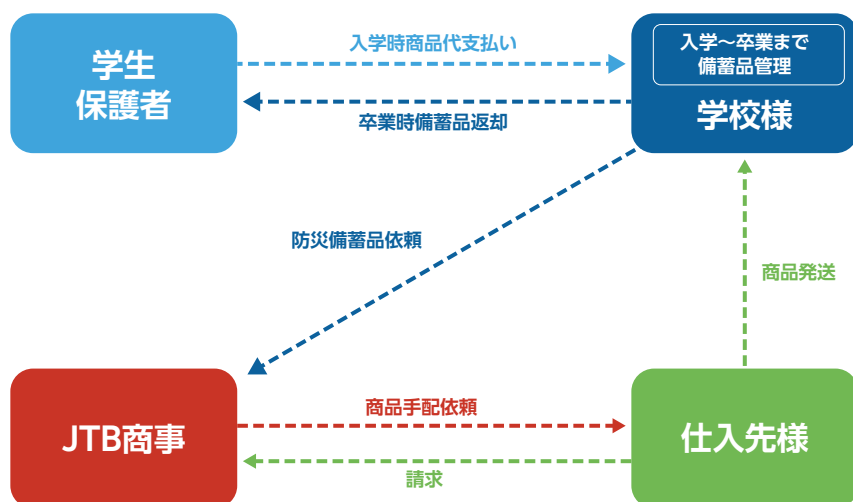 学生
保護者
入学時商品代支払い
卒業時備蓄品返却
入学～卒業まで
備蓄品管理
学校様
防災備蓄品依頼
商品発送
JTB商事
商品手配依頼
請求
仕入先様